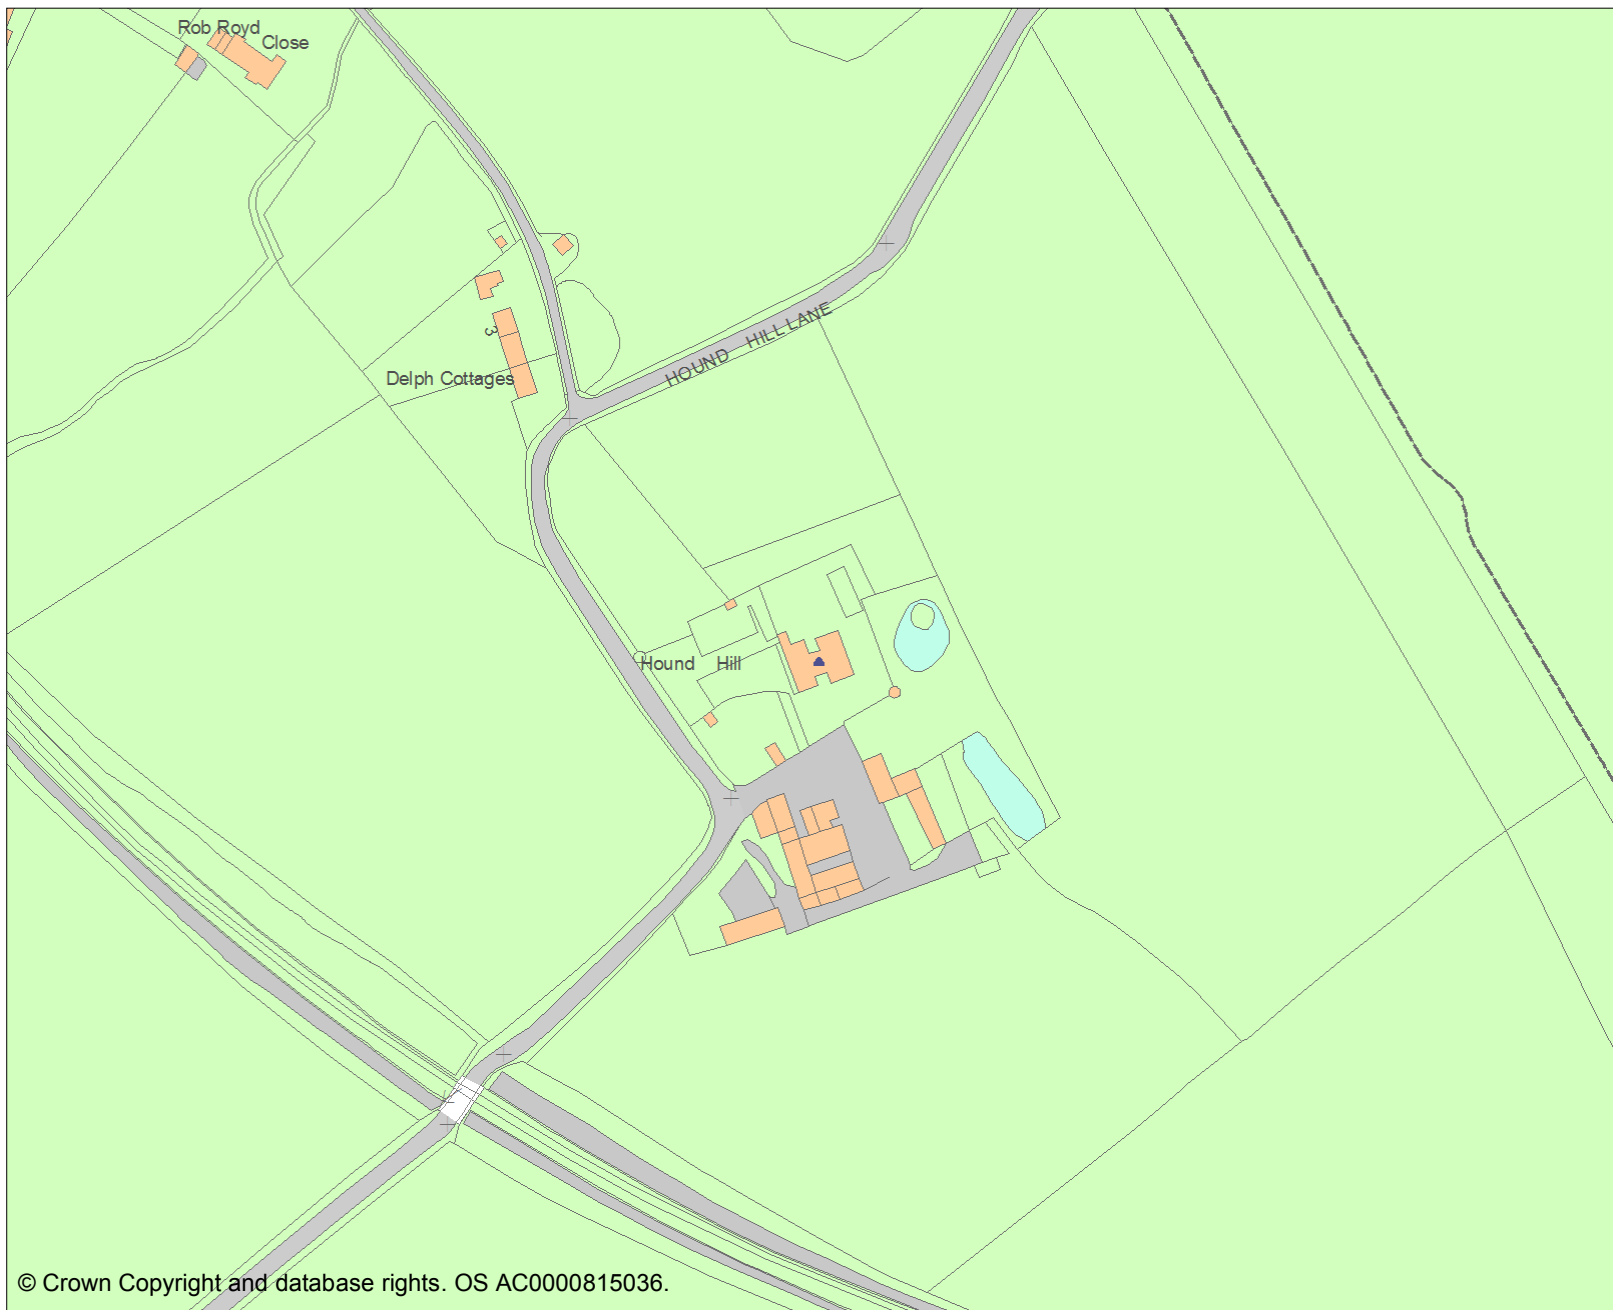 Rob Royd
Close
HOUND HILL LANE
3
Delph Cottages
Hound Hill
© Crown Copyright and database rights. OS AC0000815036.